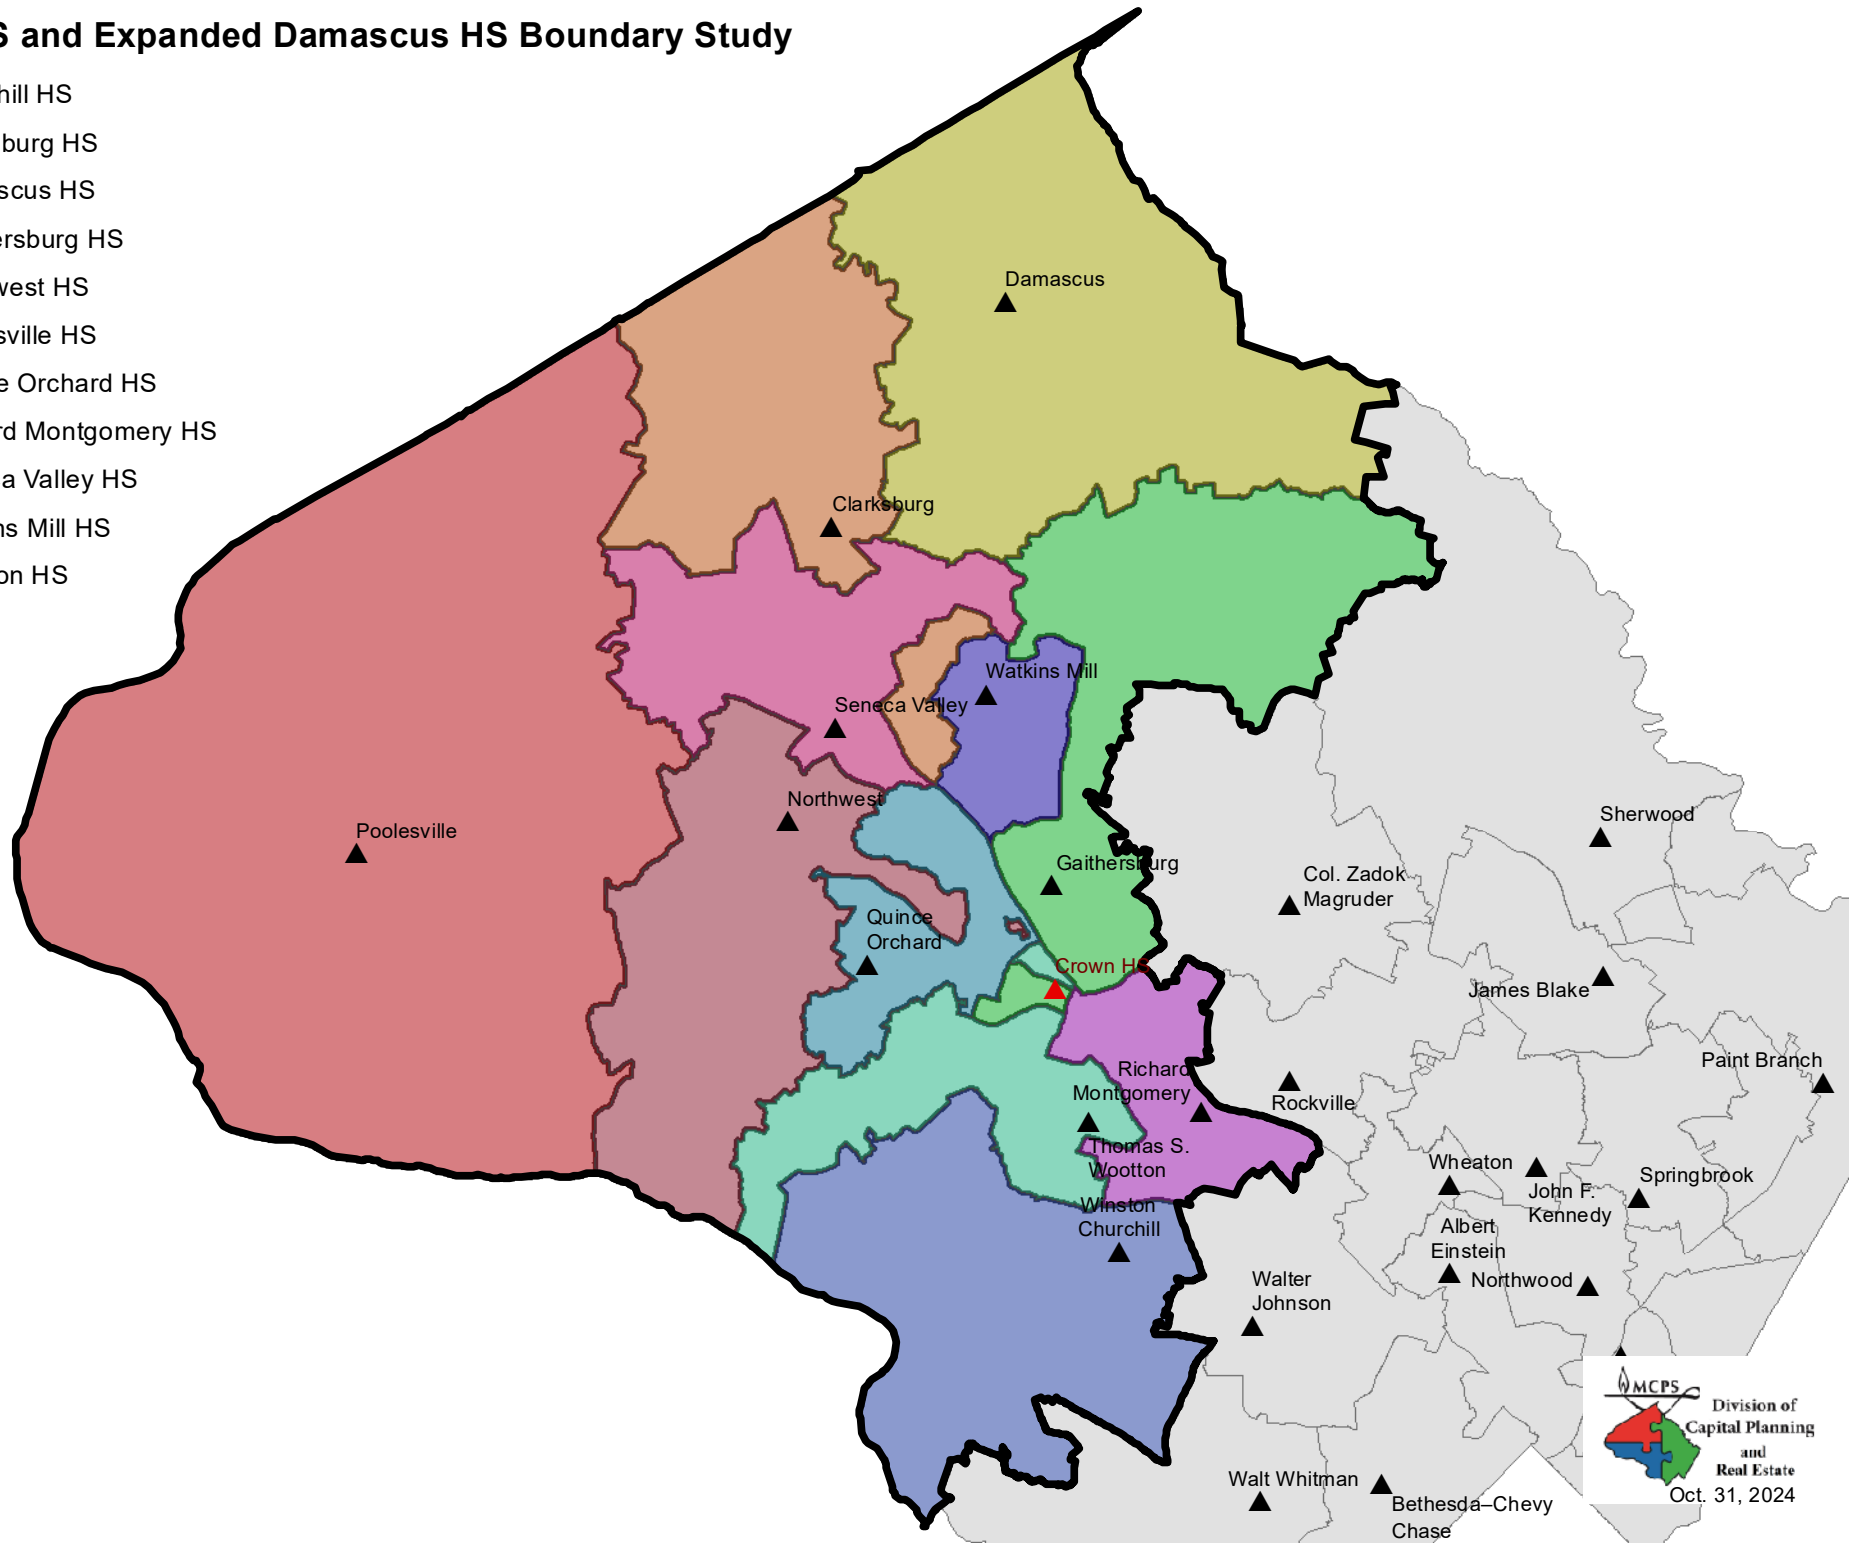 S and Expanded Damascus HS Boundary Study
hill HS
burg HS
scus HS
ersburg HS
west HS
sville HS
e Orchard HS
rd Montgomery HS
a Valley HS
ns Mill HS
on HS
Damascus
Clarksburg
Watkins Mill
Seneca Valley
Northwest
Poolesville
Gaithersburg
Quince
Orchard
Crown HS
Col. Zadok
Magruder
Sherwood
James Blake
Paint Branch
Richard
Montgomery
Rockville
Thomas S.
Wootton
Wheaton
John F.
Kennedy
Springbrook
Winston
Churchill
Albert
Einstein
Northwood
Walter
Johnson
Walt Whitman
Bethesda–Chevy
Chase
MCPS
Division of
Capital Planning
and
Real Estate
Oct. 31, 2024